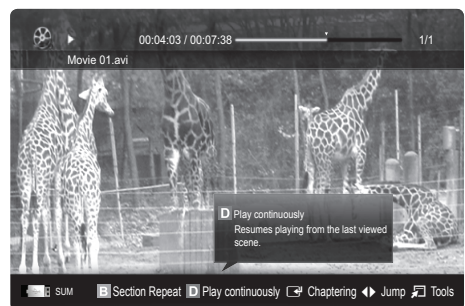 00:04:03 / 00:07:38 1/1
Movie 01.avi
D Play continuously
Resumes playing from the last viewed
scene.
SUM B Section Repeat D Play continuously Chaptering Jump Tools